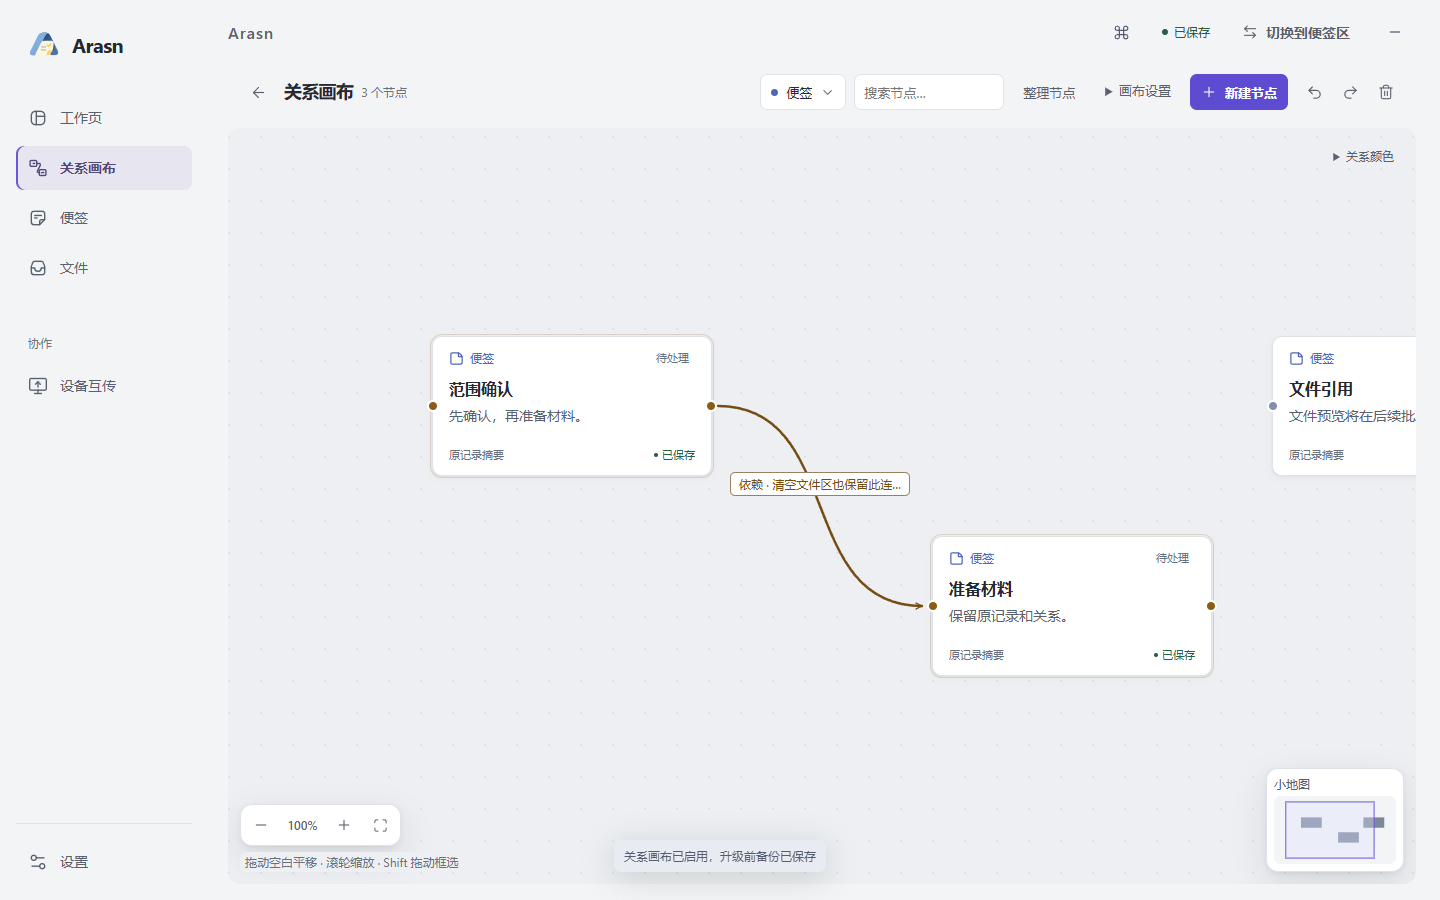 Arasn
工作页
关系画布
便签
文件
协作
设备互传
设置
Arasn
已保存
切换到便签区
关系画布
3 个节点
便签
搜索节点...
整理节点
画布设置
新建节点
关系颜色
便签
待处理
范围确认
先确认，再准备材料。
原记录摘要
已保存
依赖 · 清空文件区也保留此连...
便签
待处理
准备材料
保留原记录和关系。
原记录摘要
已保存
便签
文件引用
文件预览将在后续批
原记录摘要
100%
拖动空白平移 · 滚轮缩放 · Shift 拖动框选
关系画布已启用，升级前备份已保存
小地图